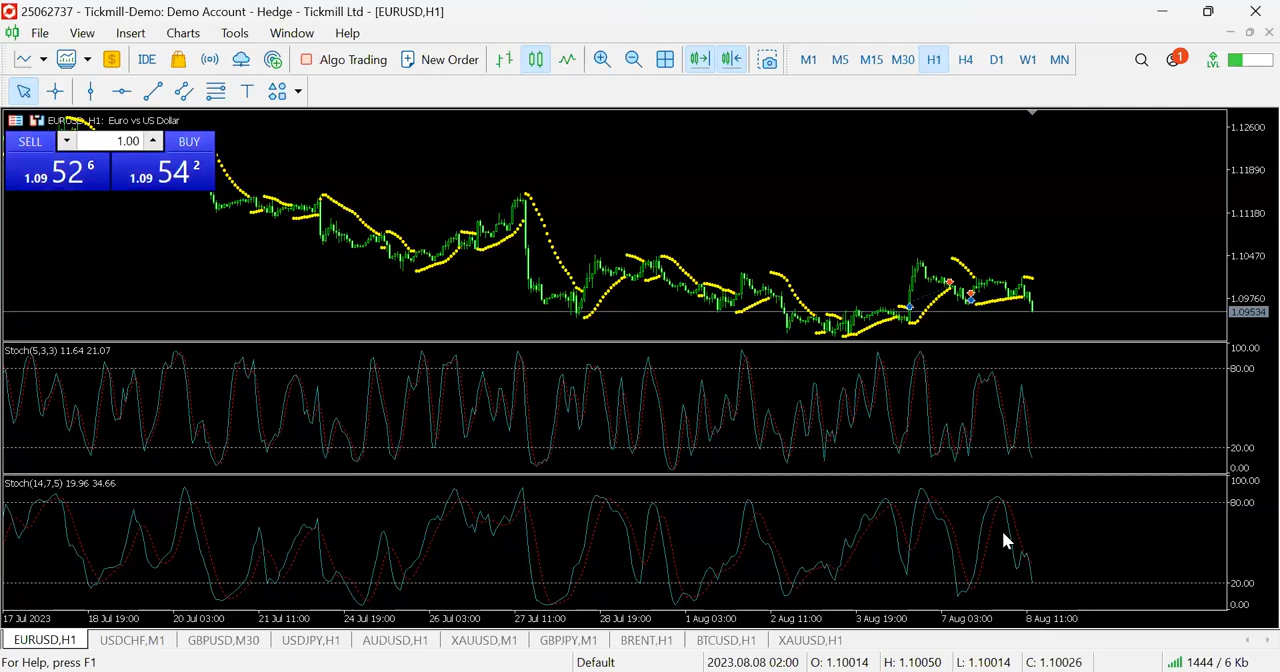 25062737 - Tickmill-Demo: Demo Account - Hedge - Tickmill Ltd - [EURUSD,H1]
File View Insert Charts Tools Window Help
IDE Algo Trading New Order M1 M5 M15 M30 H1 H4 D1 W1 MN 1 LVL
EURUSD, H1: Euro vs US Dollar
SELL 1.00 BUY
1.09 52 6 1.09 54 2
1.12600
1.11890
1.11180
1.10470
1.09760
1.09534
Stoch(5,3,3) 11.64 21.07
100.00
80.00
20.00
0.00
Stoch(14,7,5) 19.96 34.66
100.00
80.00
20.00
0.00
17 Jul 2023 18 Jul 19:00 20 Jul 03:00 21 Jul 11:00 24 Jul 19:00 26 Jul 03:00 27 Jul 11:00 28 Jul 19:00 1 Aug 03:00 2 Aug 11:00 3 Aug 19:00 7 Aug 03:00 8 Aug 11:00
EURUSD,H1 USDCHF,M1 GBPUSD,M30 USDJPY,H1 AUDUSD,H1 XAUUSD,M1 GBPJPY,M1 BRENT,H1 BTCUSD,H1 XAUUSD,H1
For Help, press F1 Default 2023.08.08 02:00 O: 1.10014 H: 1.10050 L: 1.10014 C: 1.10026 1444 / 6 Kb